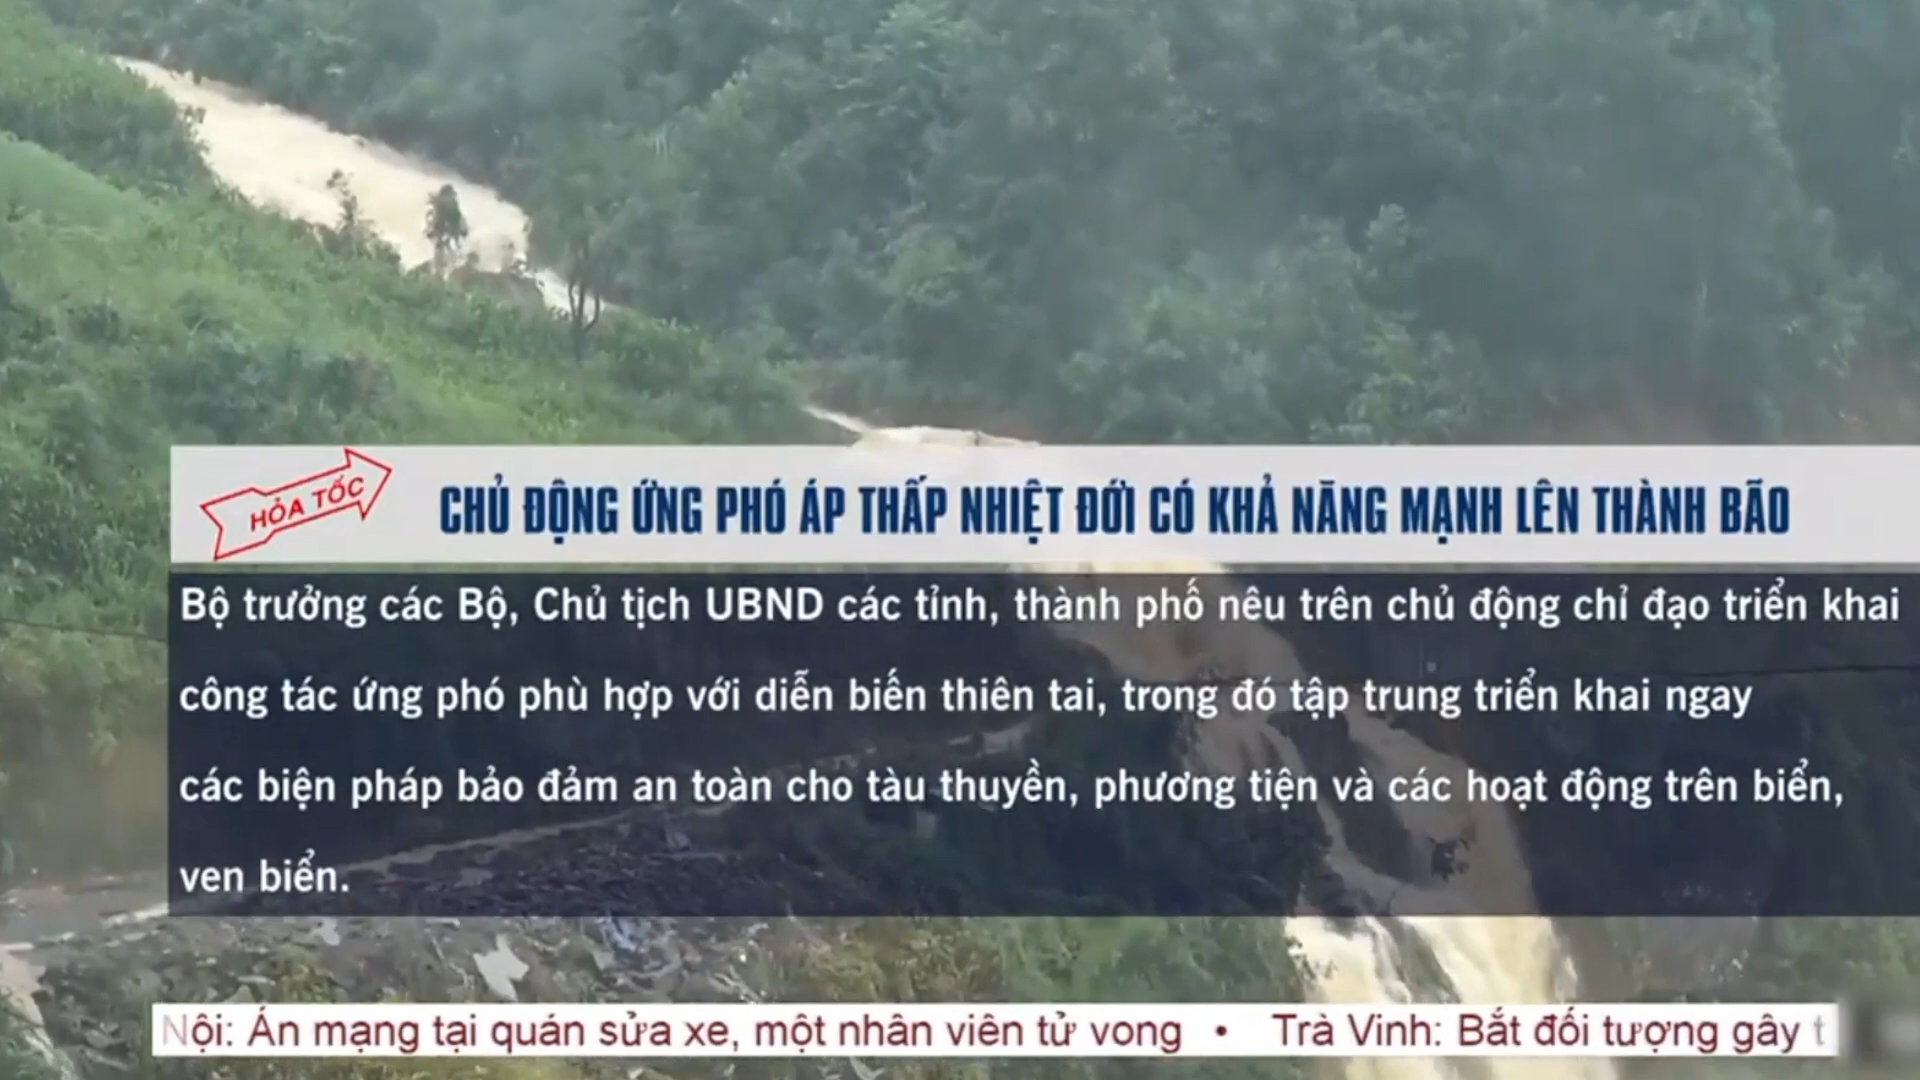 HỎA TỐC
CHỦ ĐỘNG ỨNG PHÓ ÁP THẤP NHIỆT ĐỚI CÓ KHẢ NĂNG MẠNH LÊN THÀNH BÃO
Bộ trưởng các Bộ, Chủ tịch UBND các tỉnh, thành phố nêu trên chủ động chỉ đạo triển khai
công tác ứng phó phù hợp với diễn biến thiên tai, trong đó tập trung triển khai ngay
các biện pháp bảo đảm an toàn cho tàu thuyền, phương tiện và các hoạt động trên biển,
ven biển.
Nội: Án mạng tại quán sửa xe, một nhân viên tử vong • Trà Vinh: Bắt đối tượng gây t